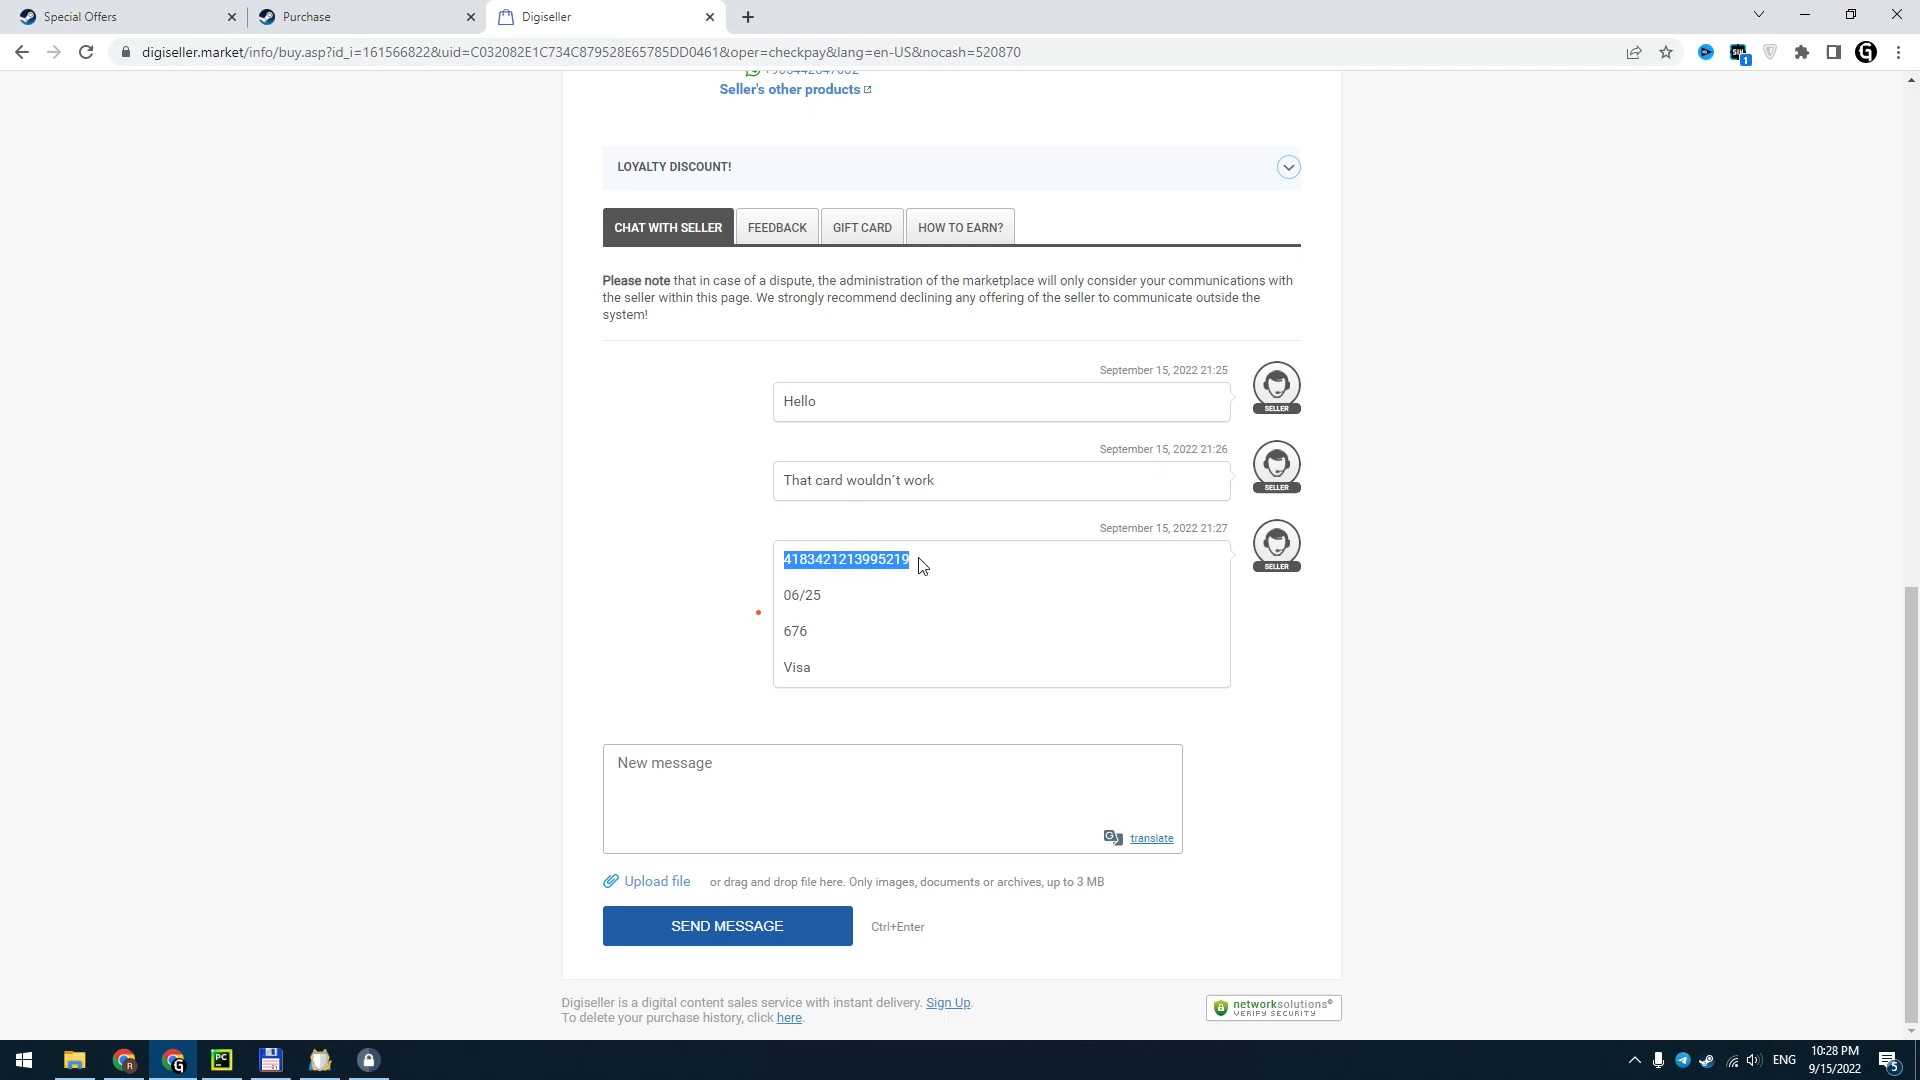 Special Offers
Purchase
Digiseller
digiseller.market/info/buy.asp?id_i=161566822&uid=C032082E1C734C879528E65785DD0461&oper=checkpay&lang=en-US&nocash=520870
1
Seller's other products
LOYALTY DISCOUNT!
CHAT WITH SELLER
FEEDBACK
GIFT CARD
HOW TO EARN?
Please note that in case of a dispute, the administration of the marketplace will only consider your communications with
the seller within this page. We strongly recommend declining any offering of the seller to communicate outside the
system!
September 15, 2022 21:25
Hello
SELLER
September 15, 2022 21:26
That card wouldn´t work
SELLER
September 15, 2022 21:27
4183421213995219
06/25
676
Visa
SELLER
New message
translate
Upload file or drag and drop file here. Only images, documents or archives, up to 3 MB
SEND MESSAGE
Ctrl+Enter
Digiseller is a digital content sales service with instant delivery. Sign Up.
To delete your purchase history, click here.
networksolutions®
VERIFY SECURITY
ENG
10:28 PM
9/15/2022
5